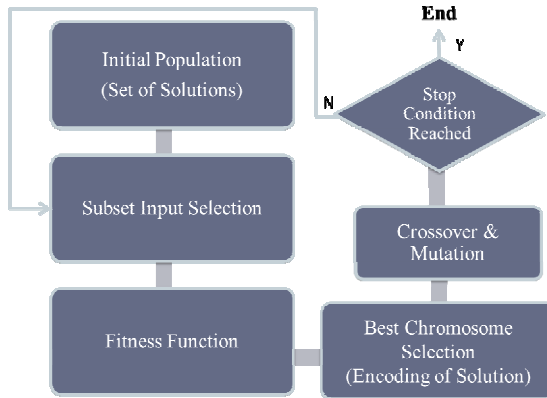 Initial Population
(Set of Solutions)
Subset Input Selection
Fitness Function
Best Chromosome
Selection
(Encoding of Solution)
Crossover &
Mutation
Stop
Condition
Reached
N
Y
End